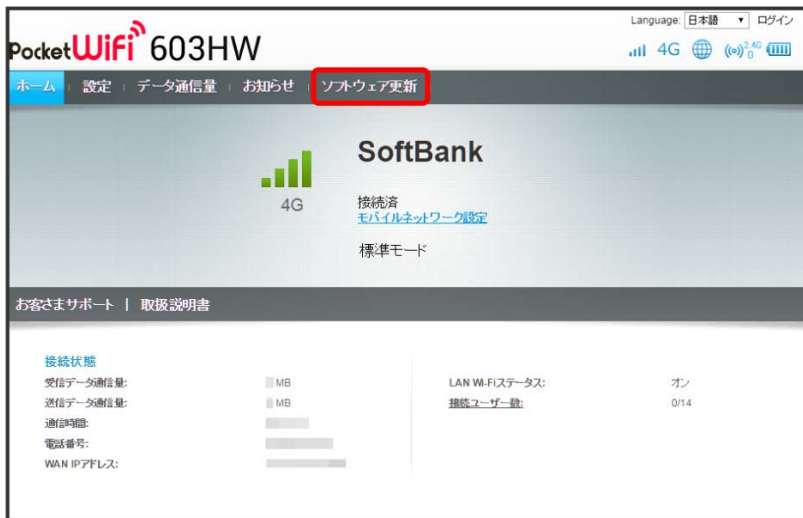 Language: 日本語 ログイン
PocketWiFi 603HW
4G 2.4G 0
ホーム 設定 データ通信量 お知らせ ソフトウェア更新
SoftBank
4G
接続済
モバイルネットワーク設定
標準モード
お客さまサポート | 取扱説明書
接続状態
受信データ通信量: MB LAN Wi-Fiステータス: オン
送信データ通信量: MB 接続ユーザー数: 0/14
通信時間:
電話番号:
WAN IPアドレス: